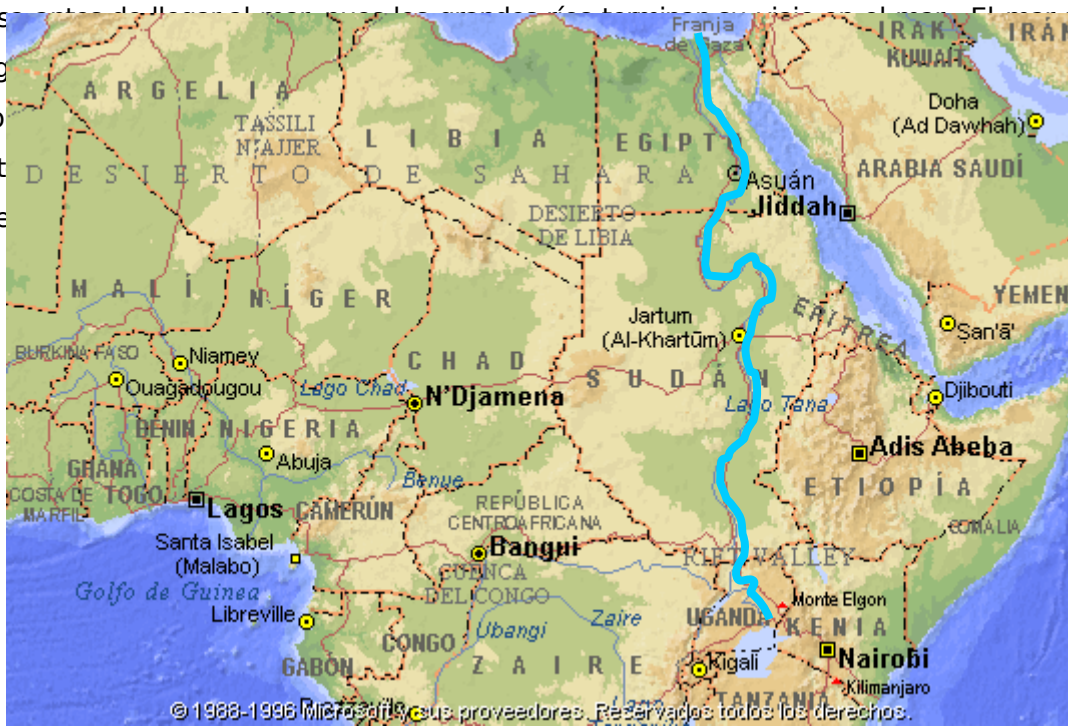 Franja
de Gaza
IRAK
IRÁN
KUWAIT
ARGELIA
Doha
(Ad Dawhah)
TASSILI
N'AJJER
LIBIA
EGIPTO
ARABIA SAUDÍ
DESIERTO DE SAHARA
Asuán
Jiddah
DESIERTO
DE LIBIA
MALÍ
NÍGER
YEMEN
Jartum
(Al-Khartūm)
ERITREA
San'ā'
BURKINA FASO
Niamey
CHAD
Ouagadougou
Lago Chad
N'Djamena
SUDÁN
Djibouti
Lago Tana
BENIN
NIGERIA
Adis Abeba
Abuja
GHANA
Benue
ETIOPÍA
COSTA DE
MARFIL
TOGO
Lagos
CAMERÚN
REPÚBLICA
CENTROAFRICANA
SOMALIA
Santa Isabel
(Malabo)
Bangui
RIFT VALLEY
CUENCA
DEL CONGO
Golfo de Guinea
Monte Elgon
Libreville
Zaire
UGANDA
KENIA
Ubangi
CONGO
Nairobi
GABÓN
ZAIRE
Kigali
Kilimanjaro
TANZANIA
© 1988-1996 Microsoft y sus proveedores. Reservados todos los derechos.